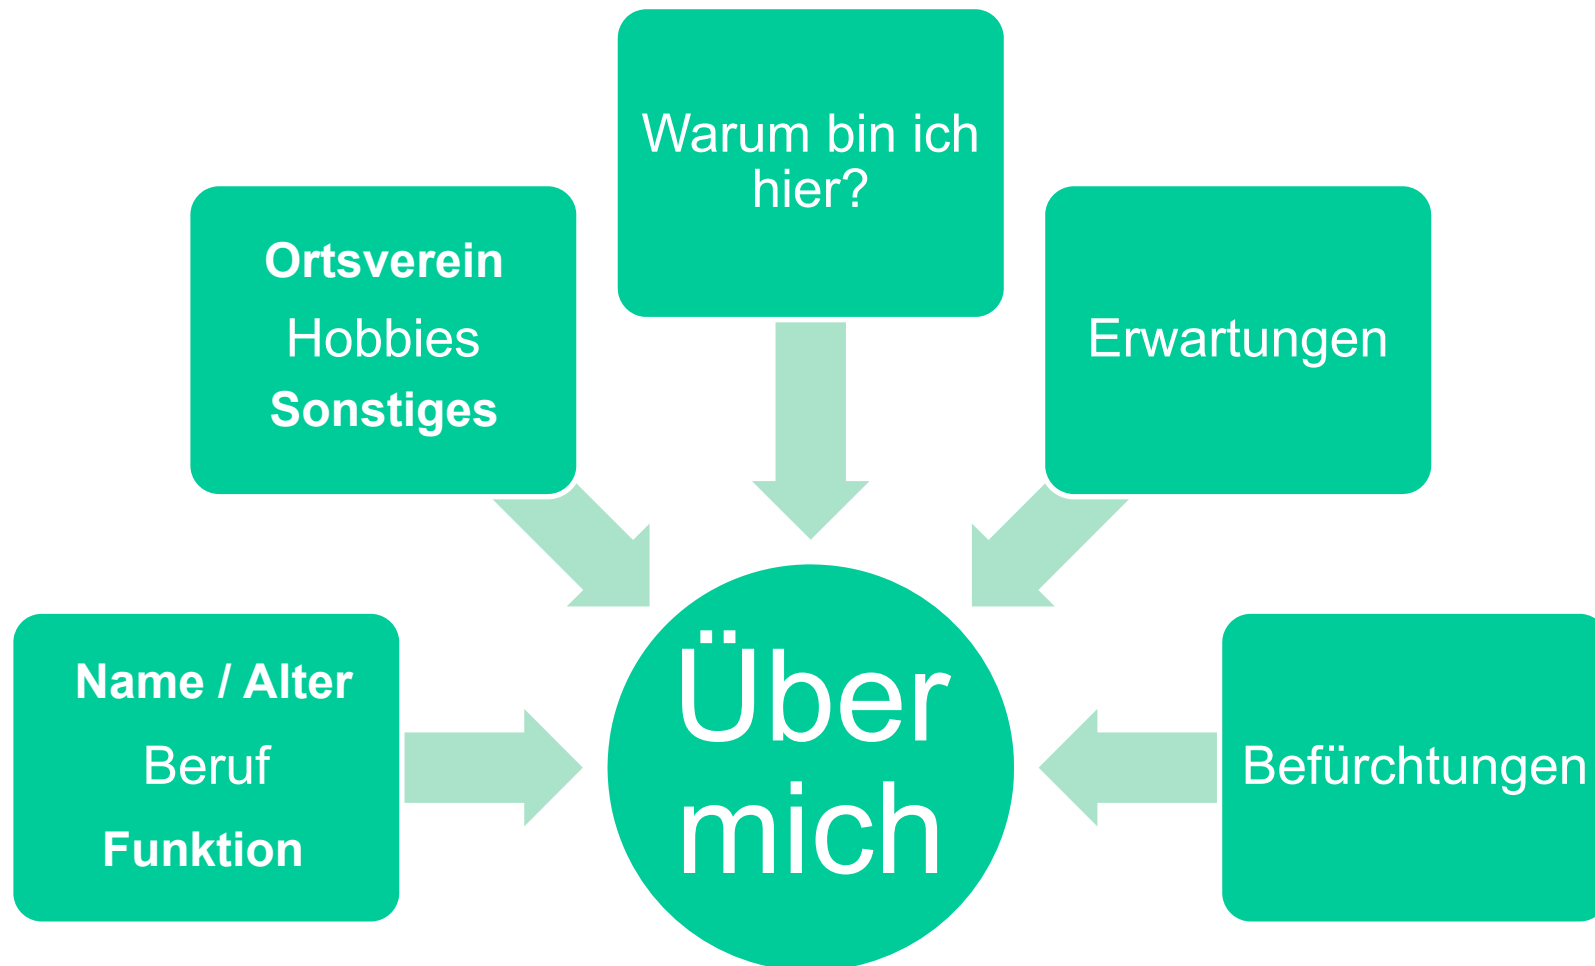 Warum bin ich
hier?
Ortsverein
Hobbies
Sonstiges
Erwartungen
Name / Alter
Beruf
Funktion
Über
mich
Befürchtungen